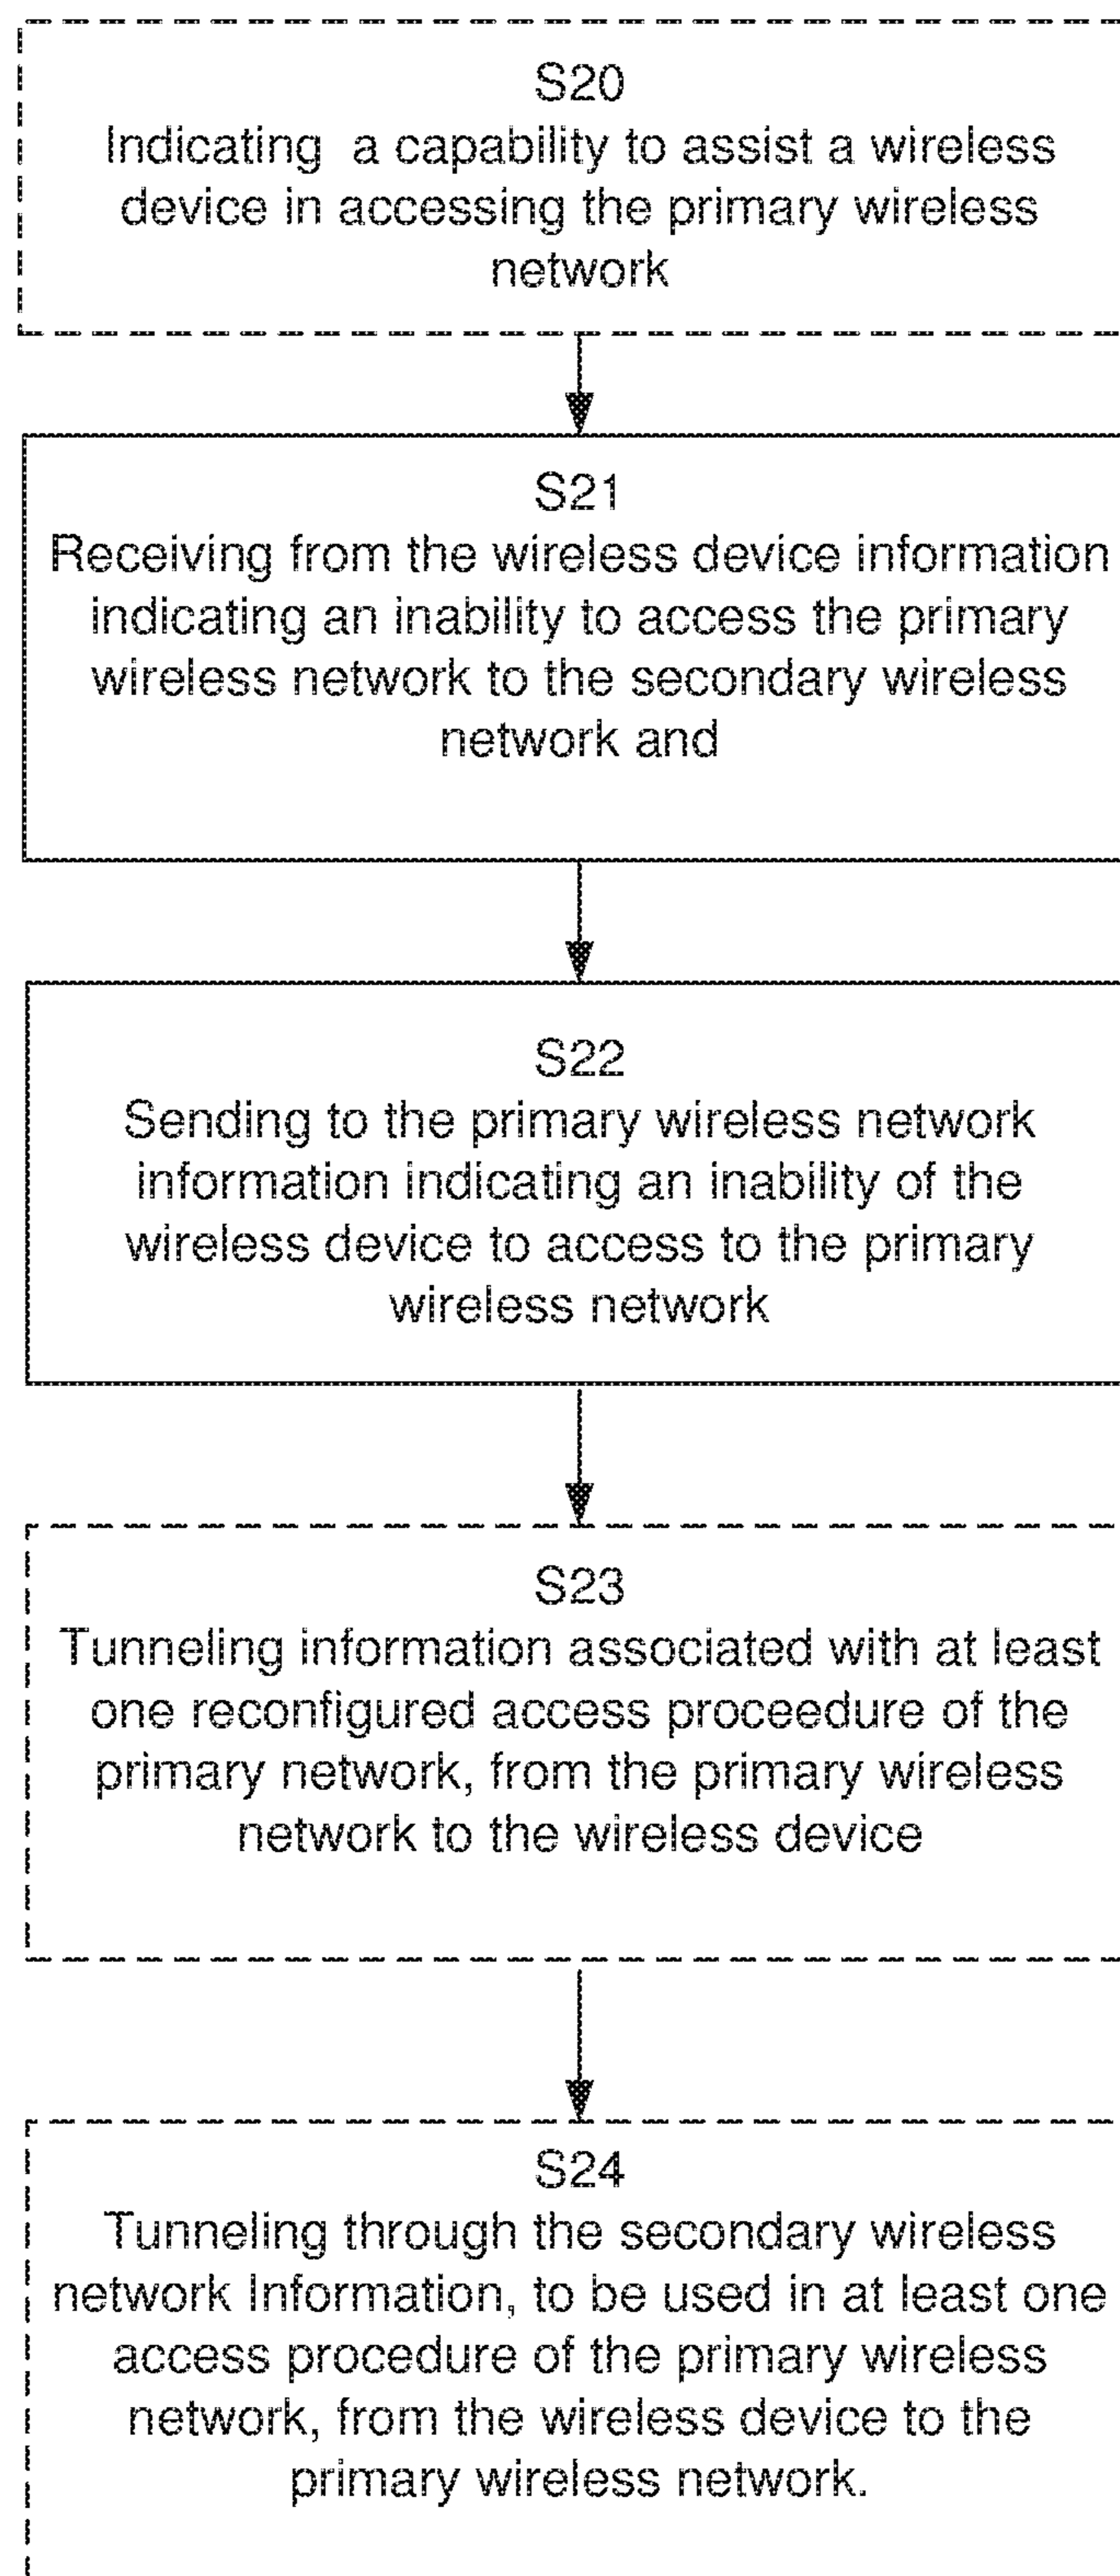 S20
Indicating a capability to assist a wireless
device in accessing the primary wireless
network
S21
Receiving from the wireless device information
indicating an inability to access the primary
wireless network to the secondary wireless
network and
S22
Sending to the primary wireless network
information indicating an inability of the
wireless device to access to the primary
wireless network
S23
Tunneling information associated with at least
one reconfigured access proceedure of the
primary network, from the primary wireless
network to the wireless device
S24
Tunneling through the secondary wireless
network Information, to be used in at least one
access procedure of the primary wireless
network, from the wireless device to the
primary wireless network.